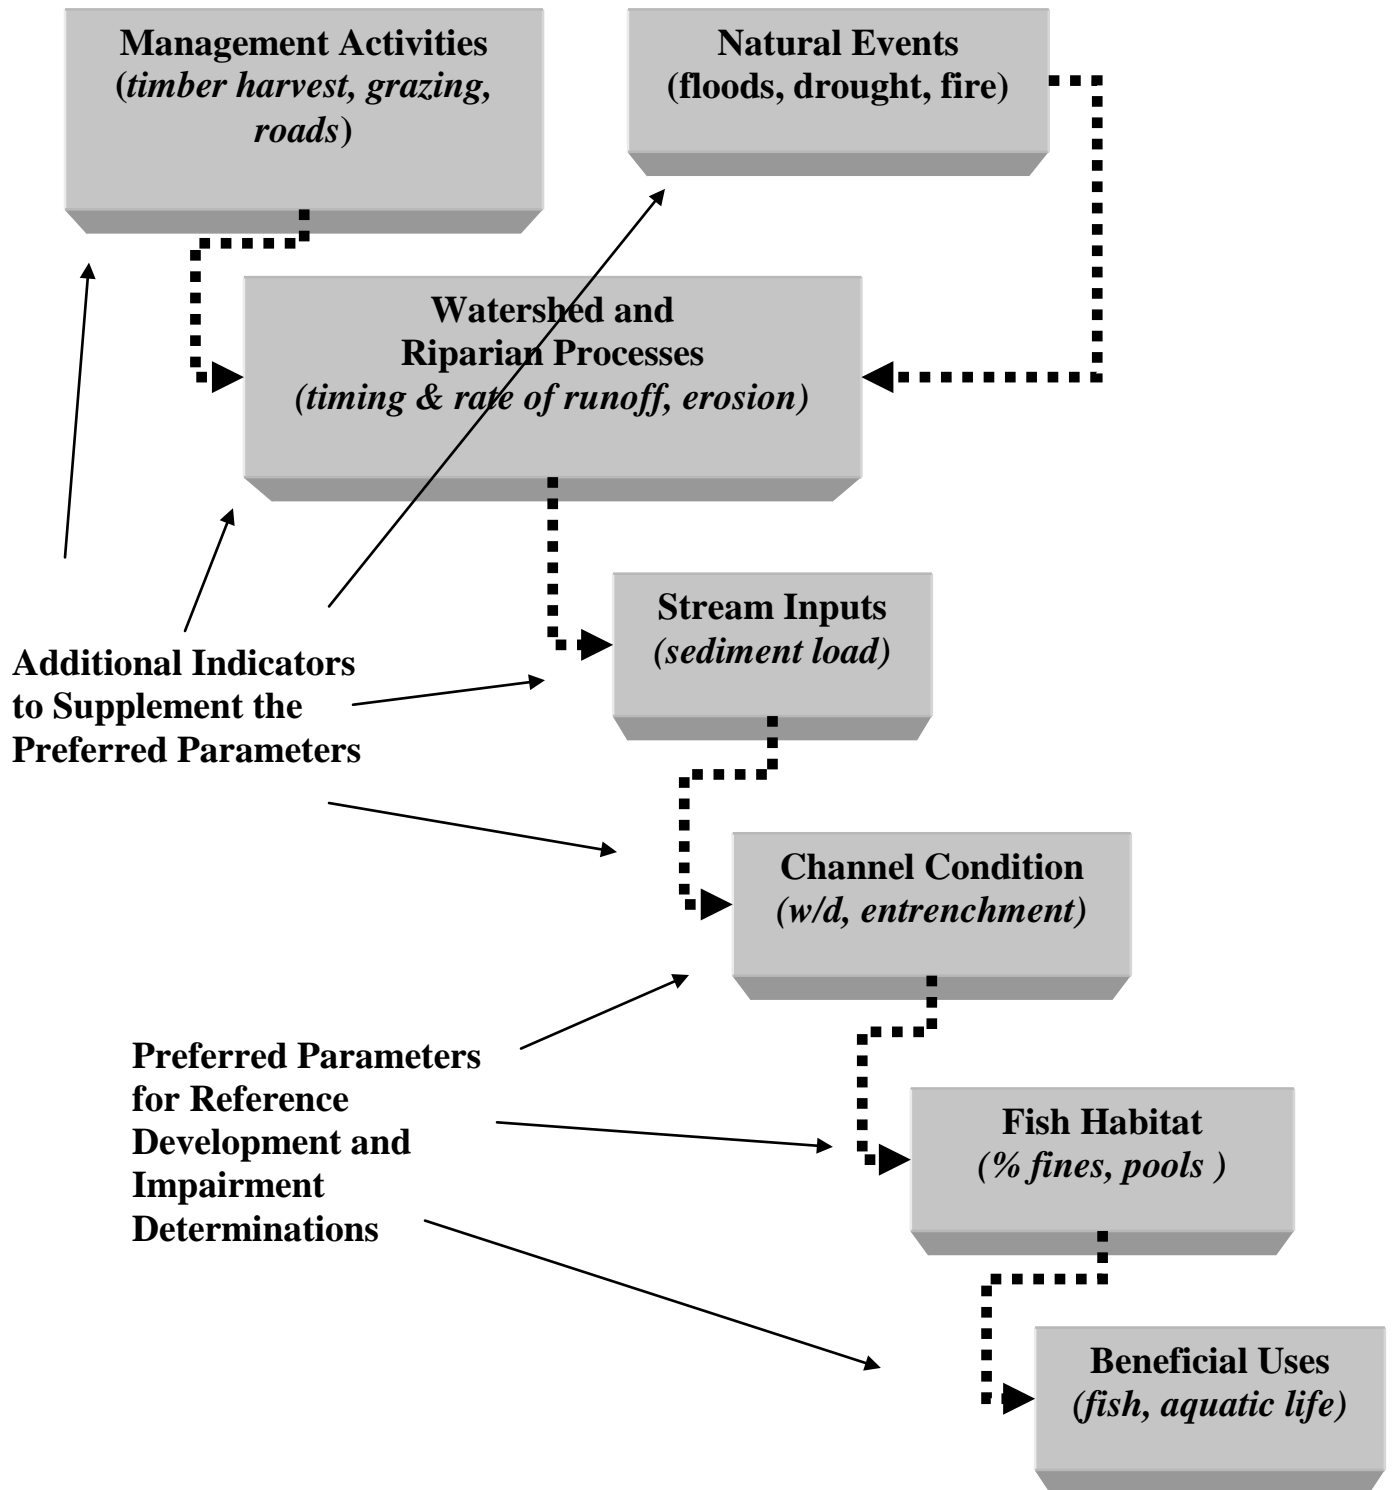 Management Activities
(timber harvest, grazing,
roads)
Natural Events
(floods, drought, fire)
Watershed and
Riparian Processes
(timing & rate of runoff, erosion)
Stream Inputs
(sediment load)
Additional Indicators
to Supplement the
Preferred Parameters
Channel Condition
(w/d, entrenchment)
Preferred Parameters
for Reference
Development and
Impairment
Determinations
Fish Habitat
(% fines, pools )
Beneficial Uses
(fish, aquatic life)